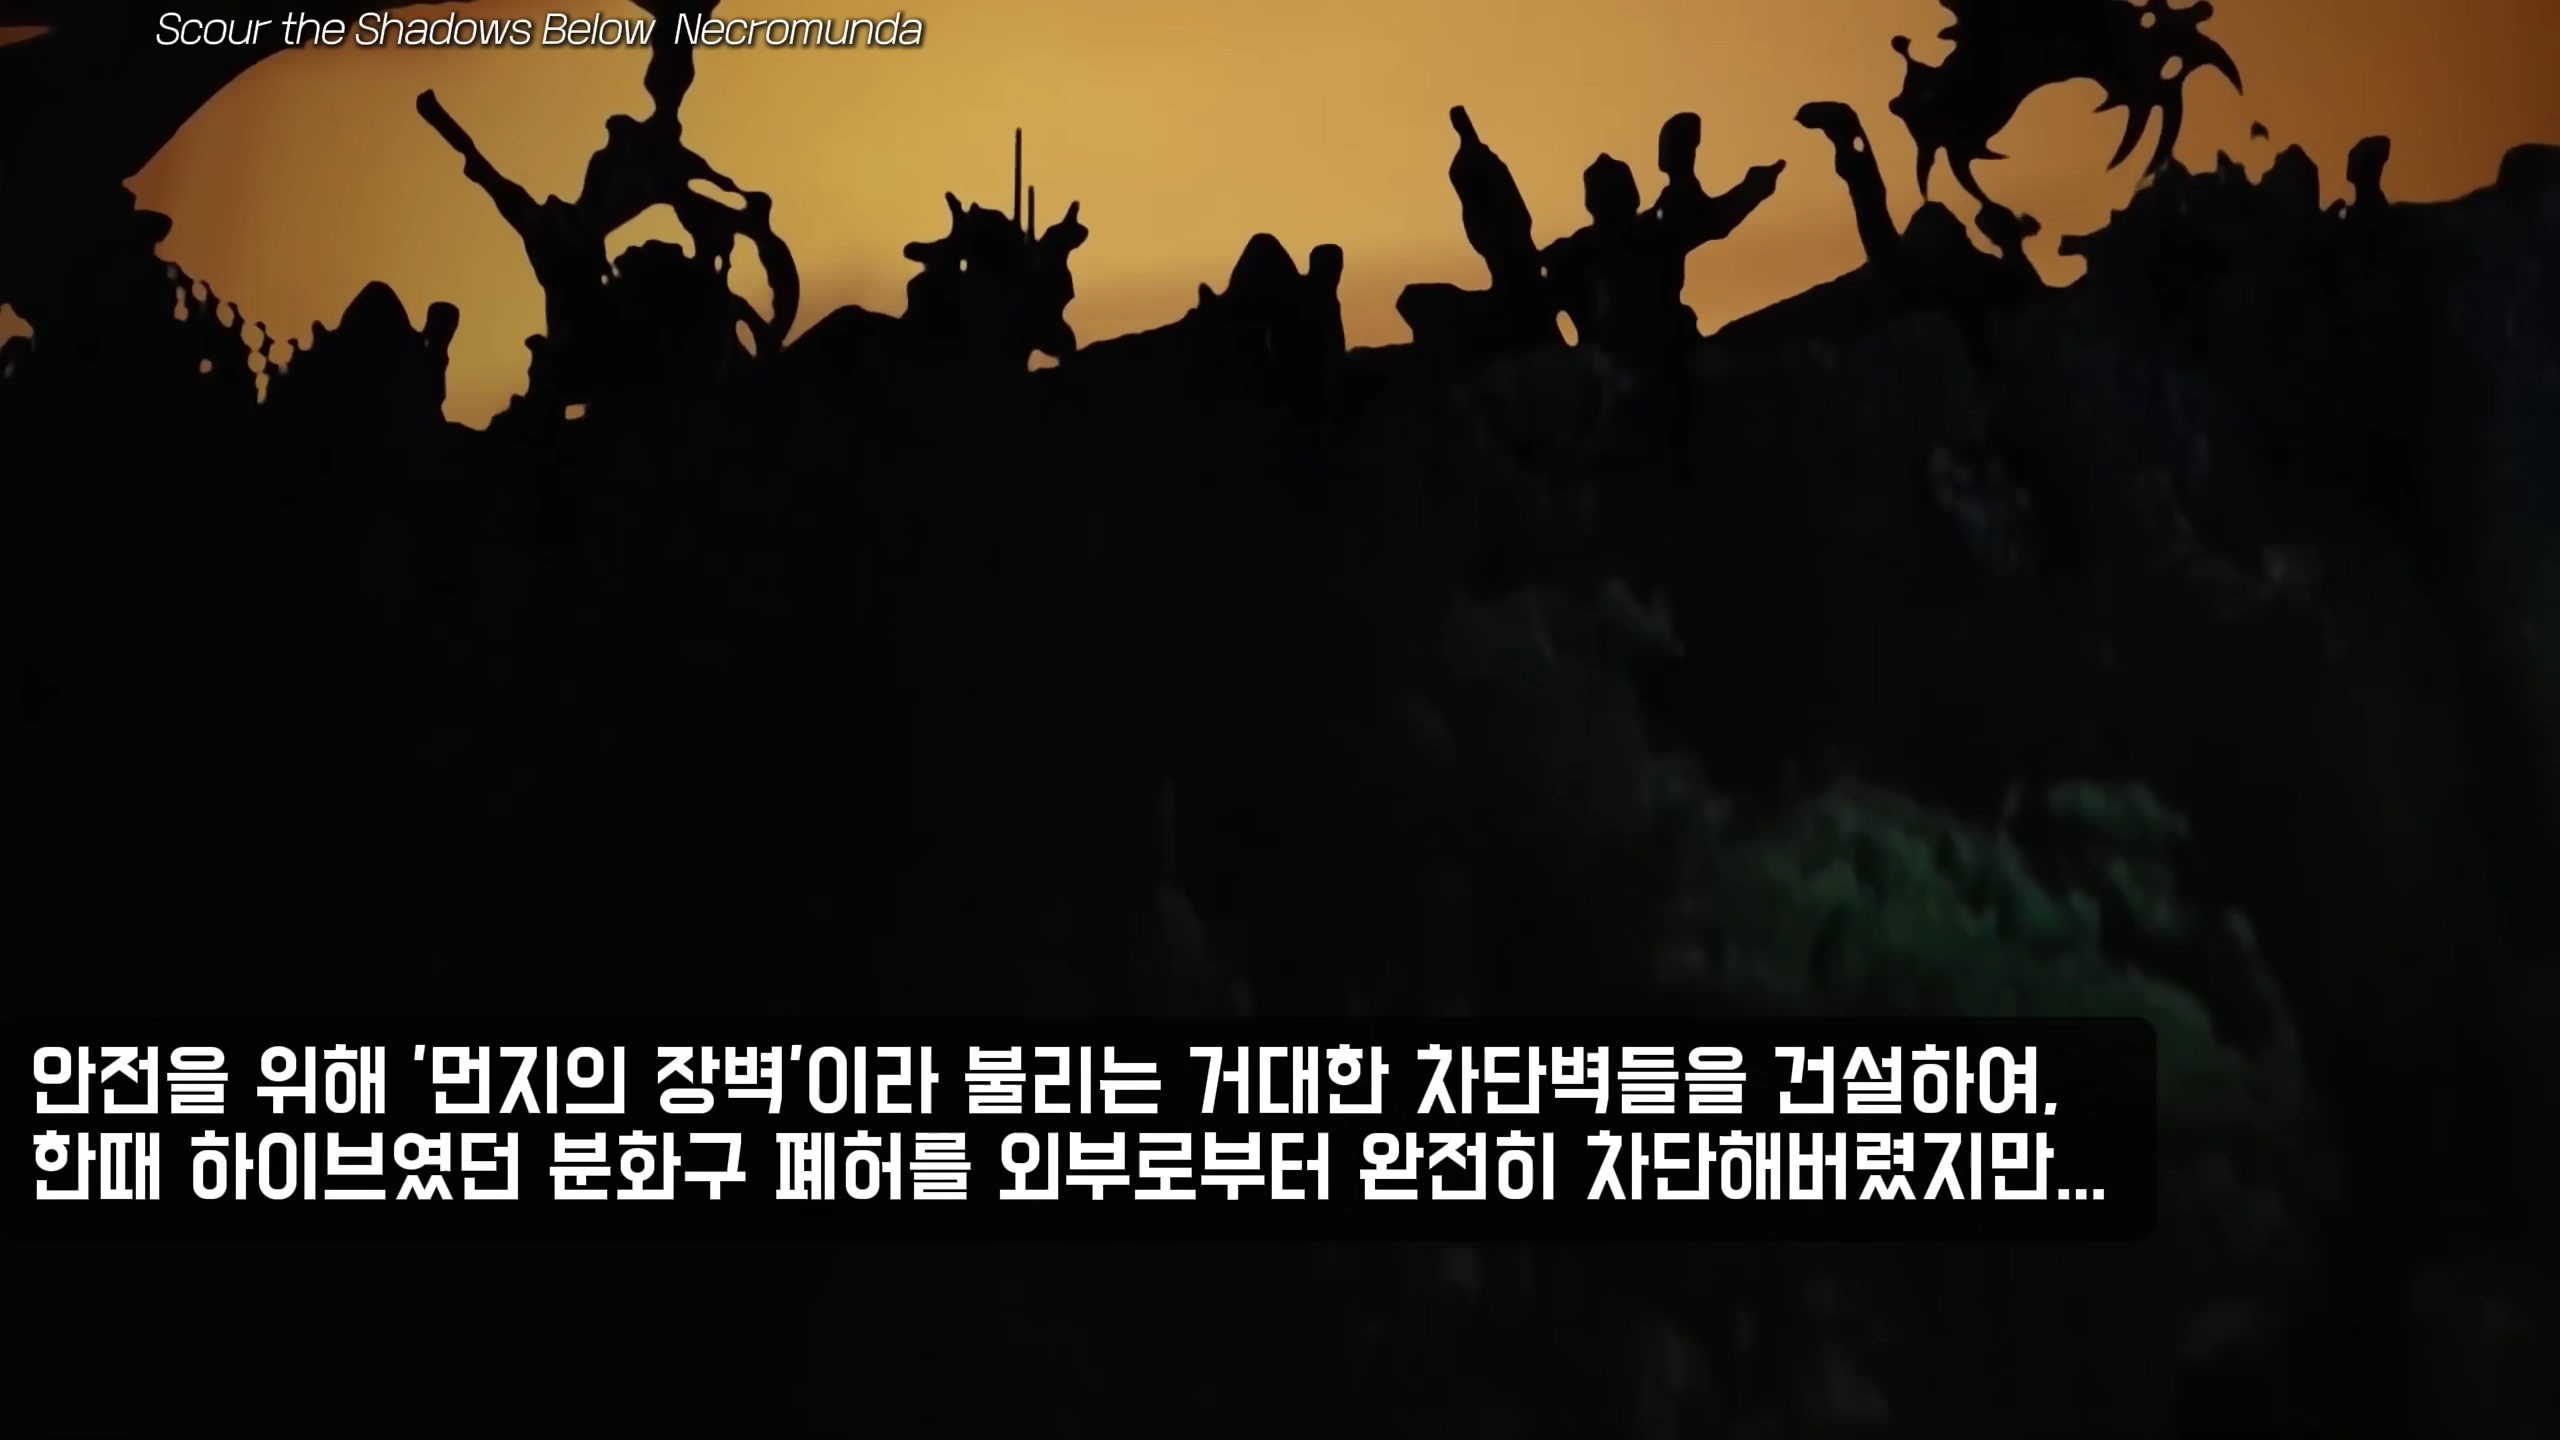 Scour the Shadows Below Necromunda
안전을 위해 '먼지의 장벽'이라 불리는 거대한 차단벽들을 건설하여,
한때 하이브였던 분화구 폐허를 외부로부터 완전히 차단해버렸지만...